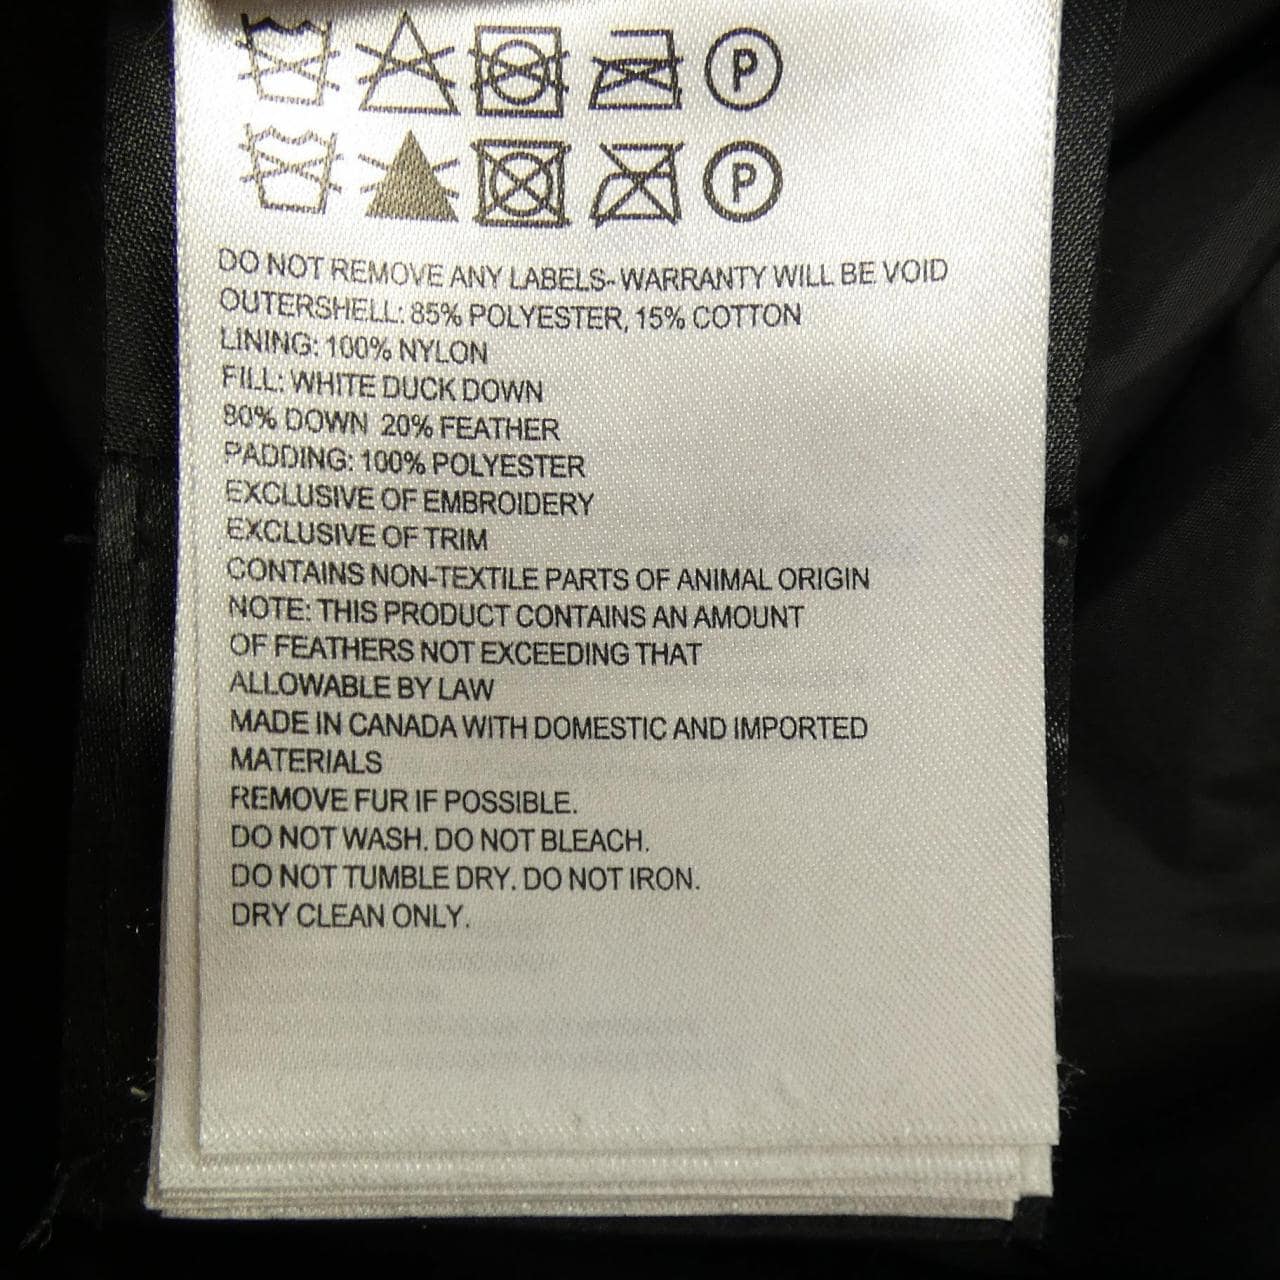 P
P
DO NOT REMOVE ANY LABELS- WARRANTY WILL BE VOID
OUTERSHELL: 85% POLYESTER, 15% COTTON
LINING: 100% NYLON
FILL: WHITE DUCK DOWN
80% DOWN 20% FEATHER
PADDING: 100% POLYESTER
EXCLUSIVE OF EMBROIDERY
EXCLUSIVE OF TRIM
CONTAINS NON-TEXTILE PARTS OF ANIMAL ORIGIN
NOTE: THIS PRODUCT CONTAINS AN AMOUNT
OF FEATHERS NOT EXCEEDING THAT
ALLOWABLE BY LAW
MADE IN CANADA WITH DOMESTIC AND IMPORTED
MATERIALS
REMOVE FUR IF POSSIBLE.
DO NOT WASH. DO NOT BLEACH.
DO NOT TUMBLE DRY. DO NOT IRON.
DRY CLEAN ONLY.